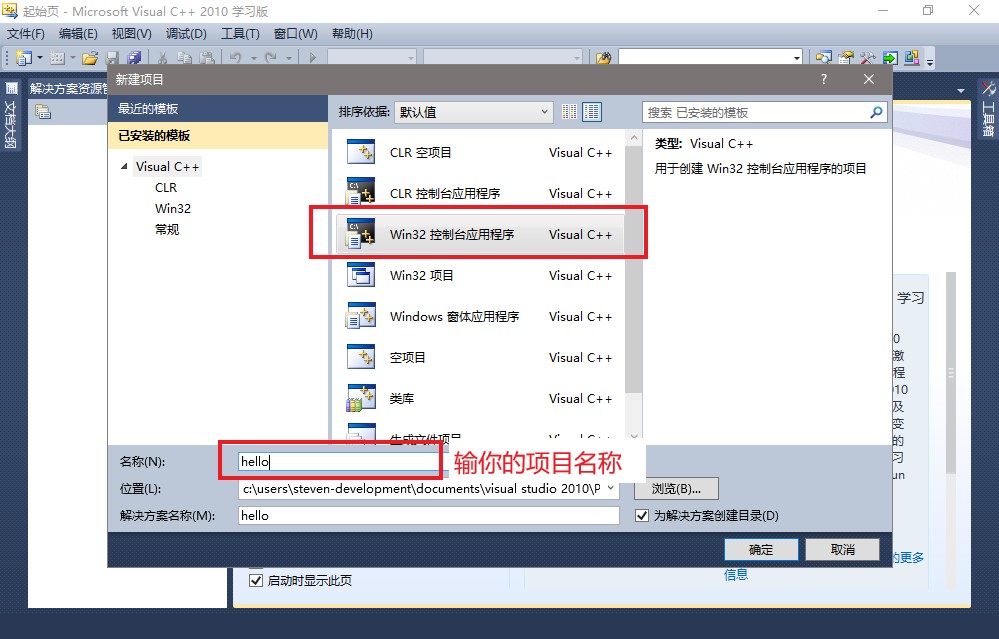 起始页 - Microsoft Visual C++ 2010 学习版
文件(F) 编辑(E) 视图(V) 调试(D) 工具(T) 窗口(W) 帮助(H)
解决方案资源管
文档大纲
工具箱
新建项目
最近的模板
已安装的模板
Visual C++
CLR
Win32
常规
排序依据: 默认值
搜索 已安装的模板
CLR 空项目 Visual C++
CLR 控制台应用程序 Visual C++
Win32 控制台应用程序 Visual C++
Win32 项目 Visual C++
Windows 窗体应用程序 Visual C++
空项目 Visual C++
类库 Visual C++
生成文件项目 Visual C++
类型: Visual C++
用于创建 Win32 控制台应用程序的项目
名称(N): hello
输你的项目名称
位置(L): c:\users\steven-development\documents\visual studio 2010\P
浏览(B)...
解决方案名称(M): hello
为解决方案创建目录(D)
确定 取消
学习
0
激
程
010
及
变
的
习
un
的更多
信息
启动时显示此页